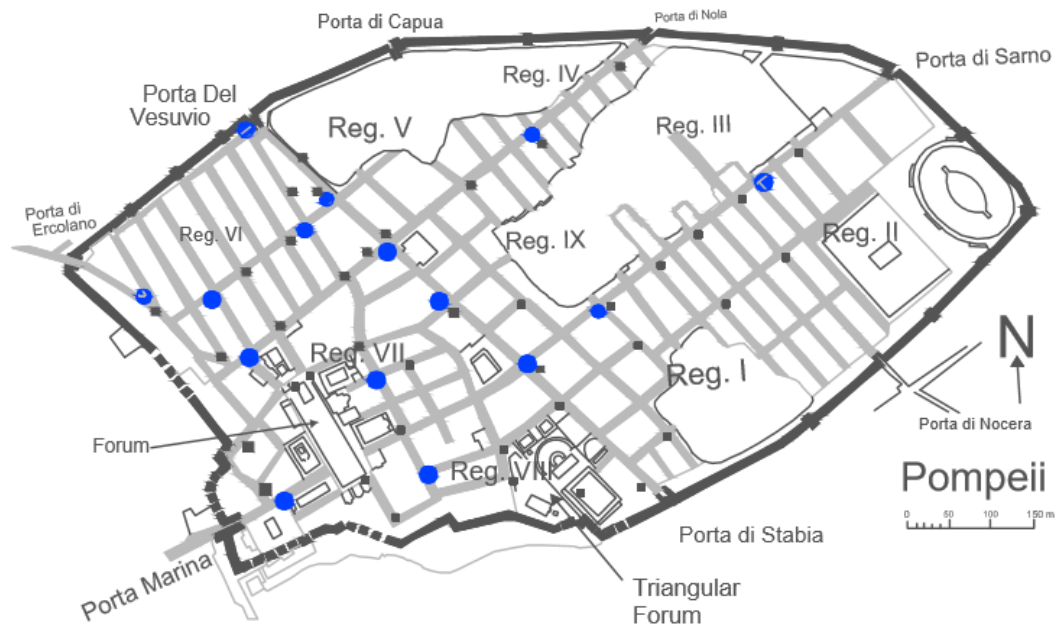 Porta di Capua
Porta di Nola
Porta di Sarno
Reg. IV
Porta Del
Vesuvio
Reg. V
Reg. III
Porta di
Ercolano
Reg. VI
Reg. IX
Reg. II
N
Reg. VII
Reg. I
Forum
Porta di Nocera
Reg. VIII
Pompeii
0 50 100 150 m
Porta di Stabia
Porta Marina
Triangular
Forum